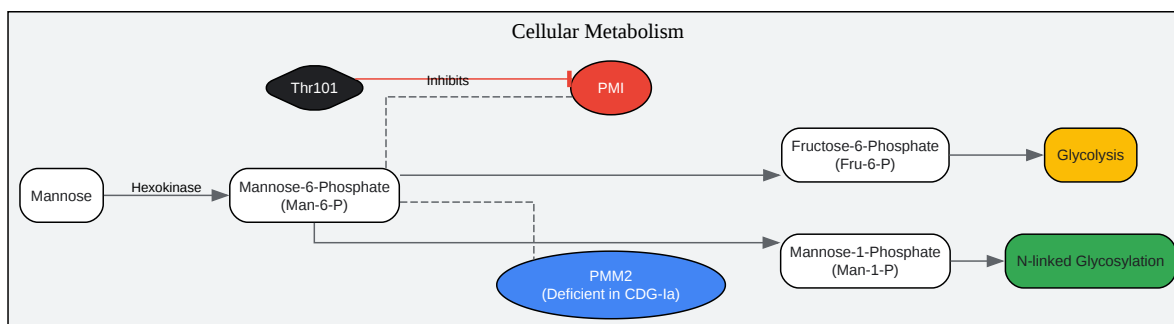 Cellular Metabolism
Thr101
Inhibits
PMI
Mannose
Hexokinase
Mannose-6-Phosphate
(Man-6-P)
Fructose-6-Phosphate
(Fru-6-P)
Glycolysis
PMM2
(Deficient in CDG-Ia)
Mannose-1-Phosphate
(Man-1-P)
N-linked Glycosylation